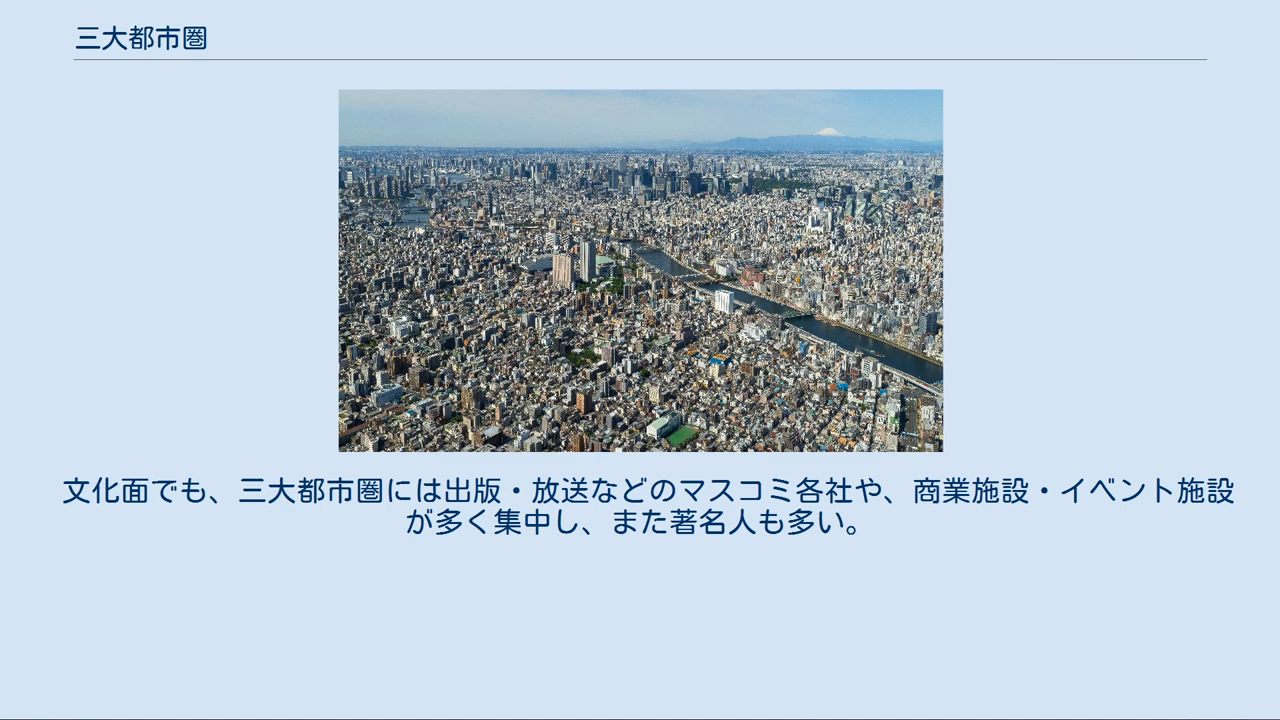 三大都市圏
文化面でも、三大都市圏には出版・放送などのマスコミ各社や、商業施設・イベント施設
が多く集中し、また著名人も多い。